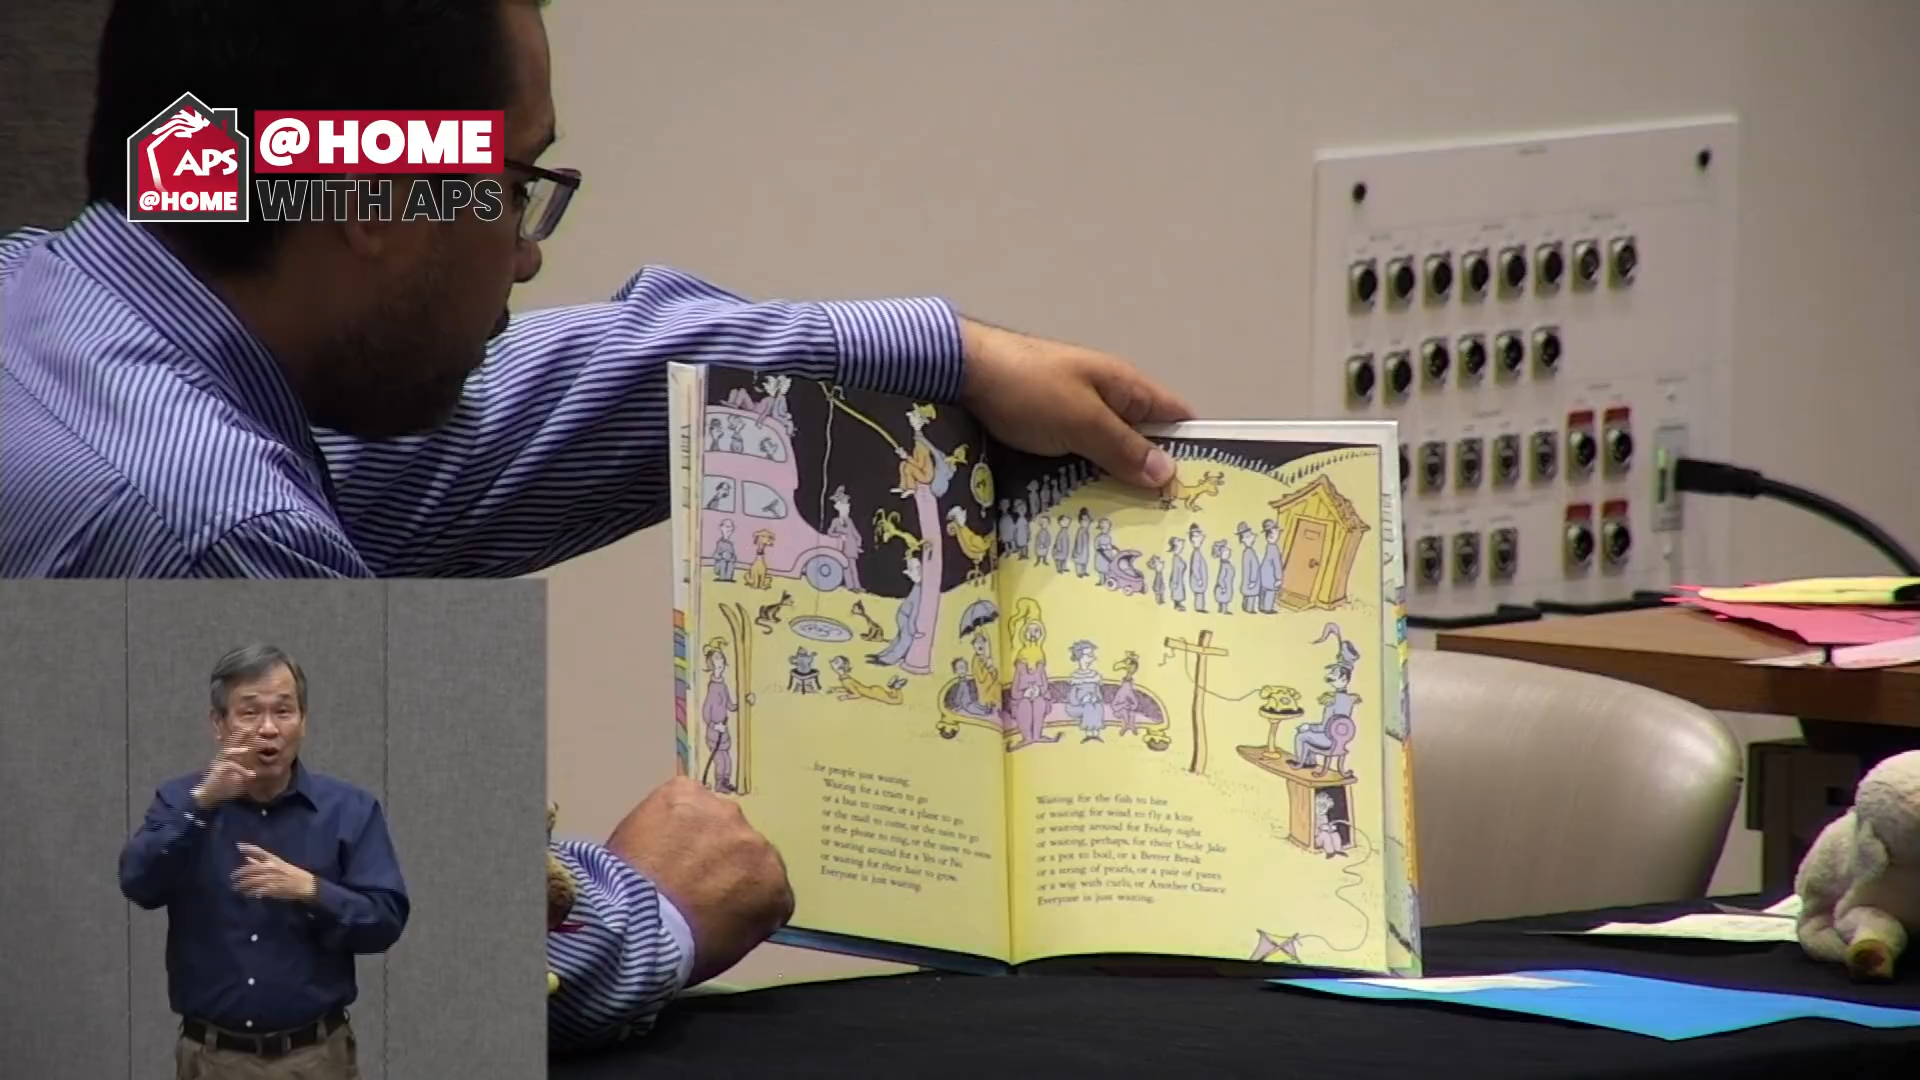 APS
@HOME
@HOME
WITH APS
for people just waiting.
Waiting for a train to go
or a bus to come, or a plane to go
or the mail to come, or the rain to go
or the phone to ring, or the snow to snow
or waiting around for a Yes or No
or waiting for their hair to grow.
Everyone is just waiting.
Waiting for the fish to bite
or waiting for wind to fly a kite
or waiting around for Friday night
or waiting, perhaps, for their Uncle Jake
or a pot to boil, or a Better Break
or a string of pearls, or a pair of pants
or a wig with curls, or Another Chance.
Everyone is just waiting.